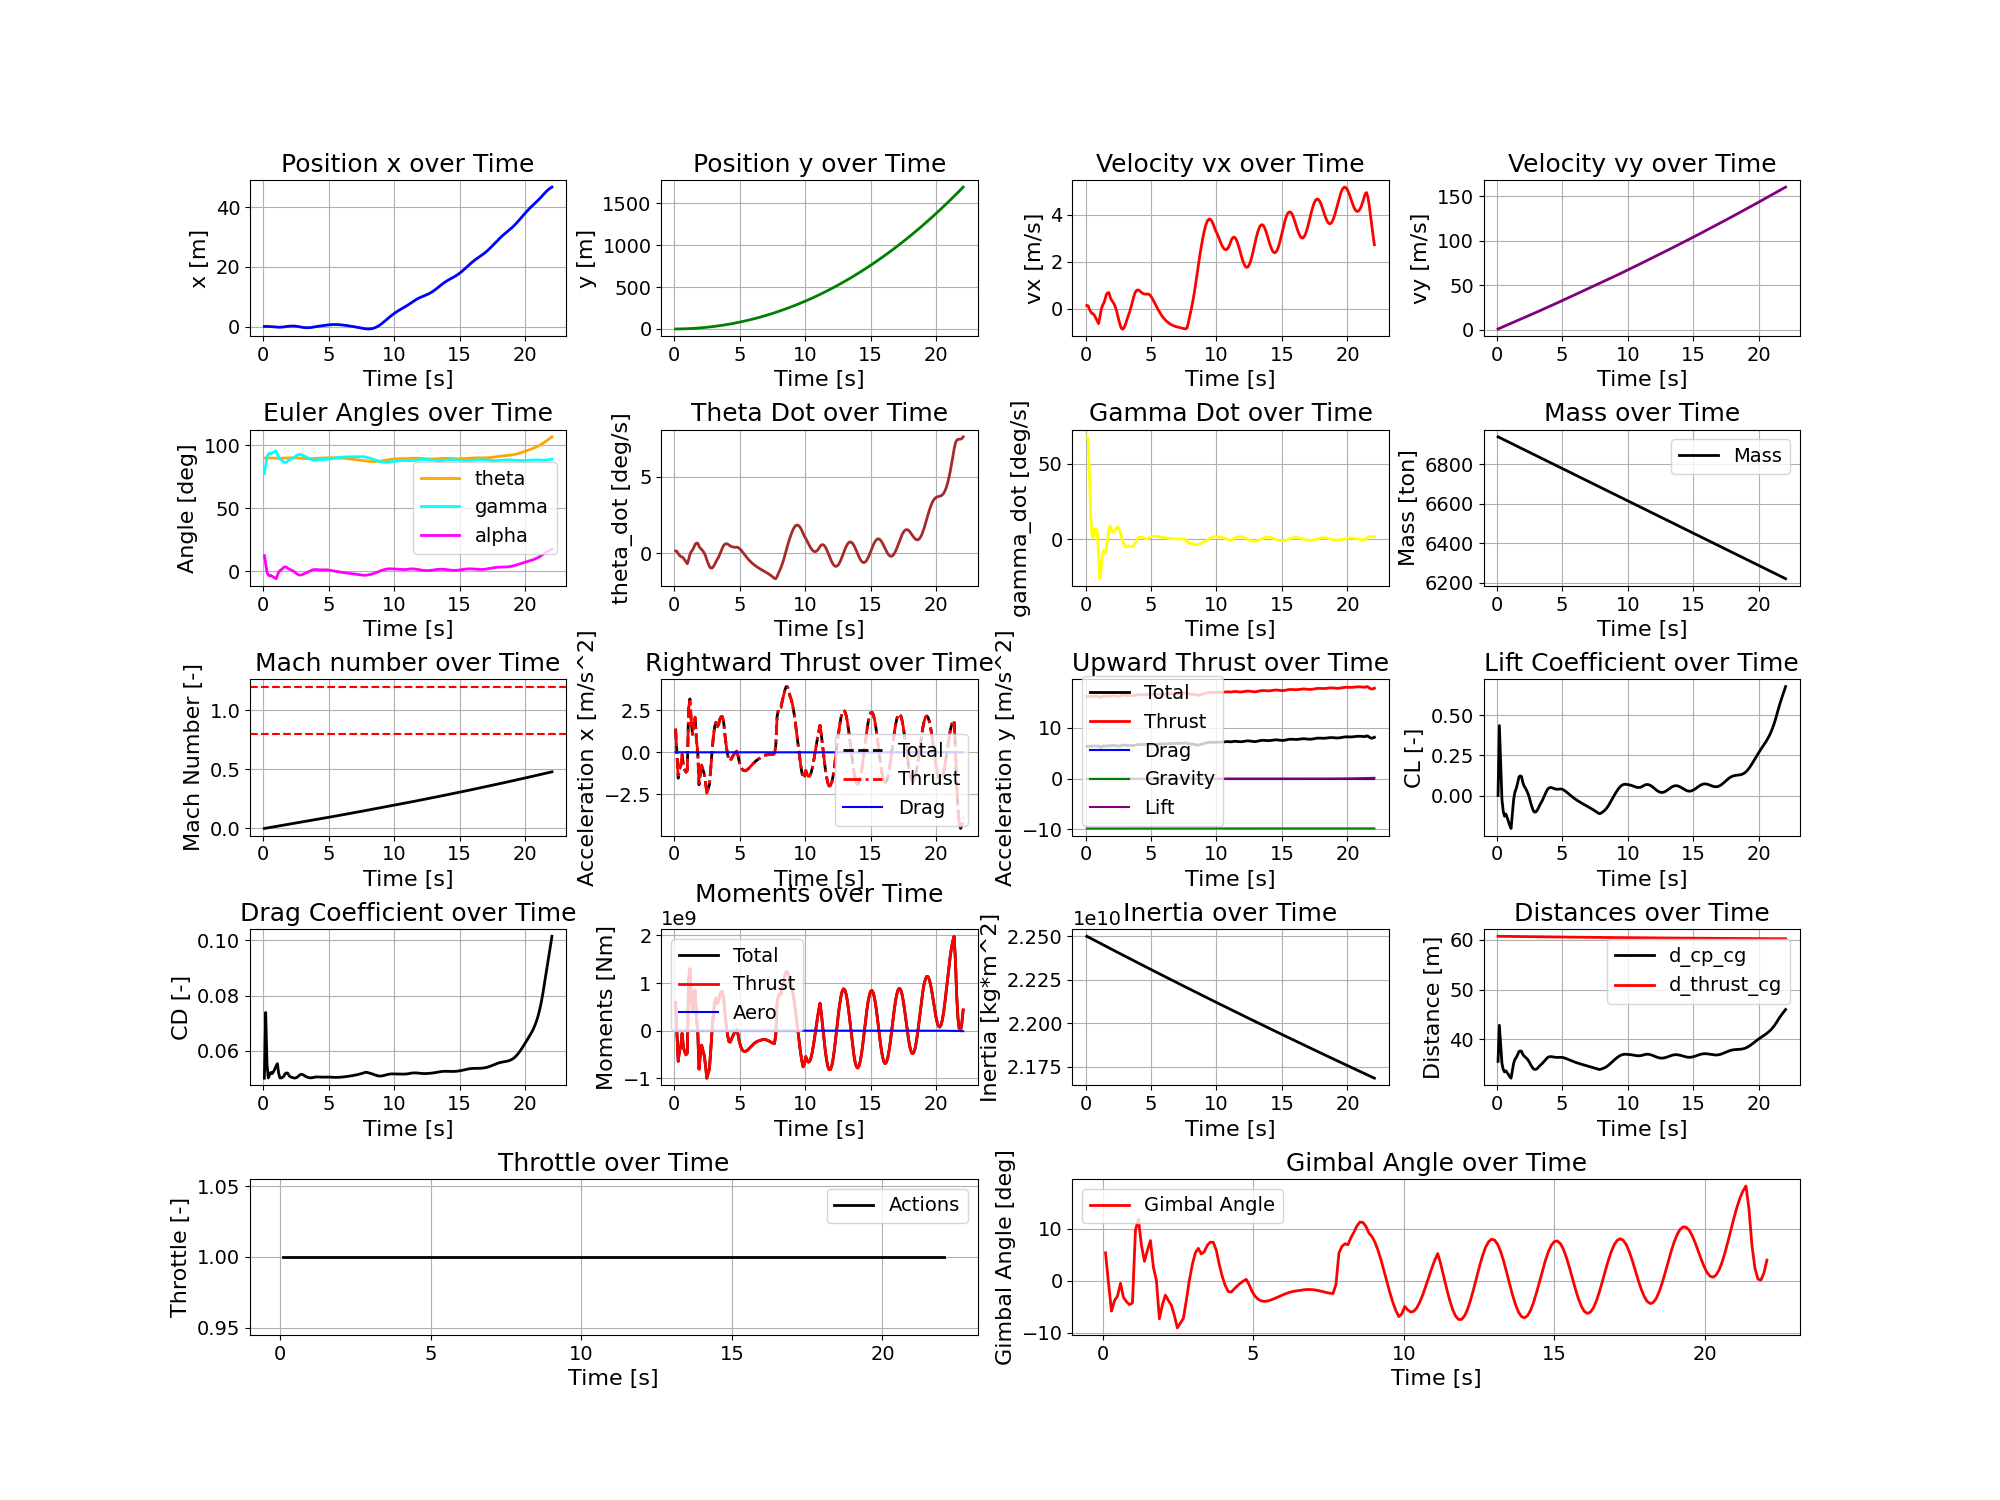 Position x over Time
Position y over Time
Velocity vx over Time
Velocity vy over Time
x [m]
40
20
0
0 5 10 15 20
Time [s]
y [m]
1500
1000
500
0
0 5 10 15 20
Time [s]
vx [m/s]
4
2
0
0 5 10 15 20
Time [s]
vy [m/s]
150
100
50
0
0 5 10 15 20
Time [s]
Euler Angles over Time
Theta Dot over Time
Gamma Dot over Time
Mass over Time
Angle [deg]
100
50
0
theta
gamma
alpha
0 5 10 15 20
Time [s]
theta_dot [deg/s]
5
0
0 5 10 15 20
Time [s]
gamma_dot [deg/s]
50
0
0 5 10 15 20
Time [s]
Mass [ton]
6800
6600
6400
6200
Mass
0 5 10 15 20
Time [s]
Mach number over Time
Rightward Thrust over Time
Upward Thrust over Time
Lift Coefficient over Time
Mach Number [-]
1.0
0.5
0.0
0 5 10 15 20
Time [s]
Acceleration x [m/s^2]
2.5
0.0
−2.5
Total
Thrust
Drag
0 5 10 15 20
Time [s]
Acceleration y [m/s^2]
10
0
−10
Total
Thrust
Drag
Gravity
Lift
0 5 10 15 20
Time [s]
CL [-]
0.50
0.25
0.00
0 5 10 15 20
Time [s]
Drag Coefficient over Time
Moments over Time
Inertia over Time
Distances over Time
CD [-]
0.10
0.08
0.06
0 5 10 15 20
Time [s]
Moments [Nm]
1e9
2
1
0
−1
Total
Thrust
Aero
0 5 10 15 20
Time [s]
Inertia [kg*m^2]
1e10
2.250
2.225
2.200
2.175
0 5 10 15 20
Time [s]
Distance [m]
60
50
40
d_cp_cg
d_thrust_cg
0 5 10 15 20
Time [s]
Throttle over Time
Gimbal Angle over Time
Throttle [-]
1.05
1.00
0.95
Actions
0 5 10 15 20
Time [s]
Gimbal Angle [deg]
10
0
−10
Gimbal Angle
0 5 10 15 20
Time [s]